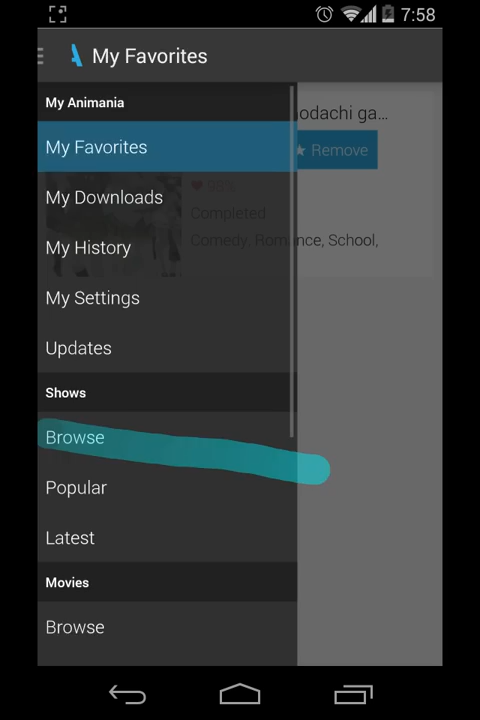 7:58
My Favorites
My Animania
My Favorites
My Downloads
My History
My Settings
Updates
Shows
Browse
Popular
Latest
Movies
Browse
odachi ga...
Remove
98%
Completed
Comedy, Romance, School,